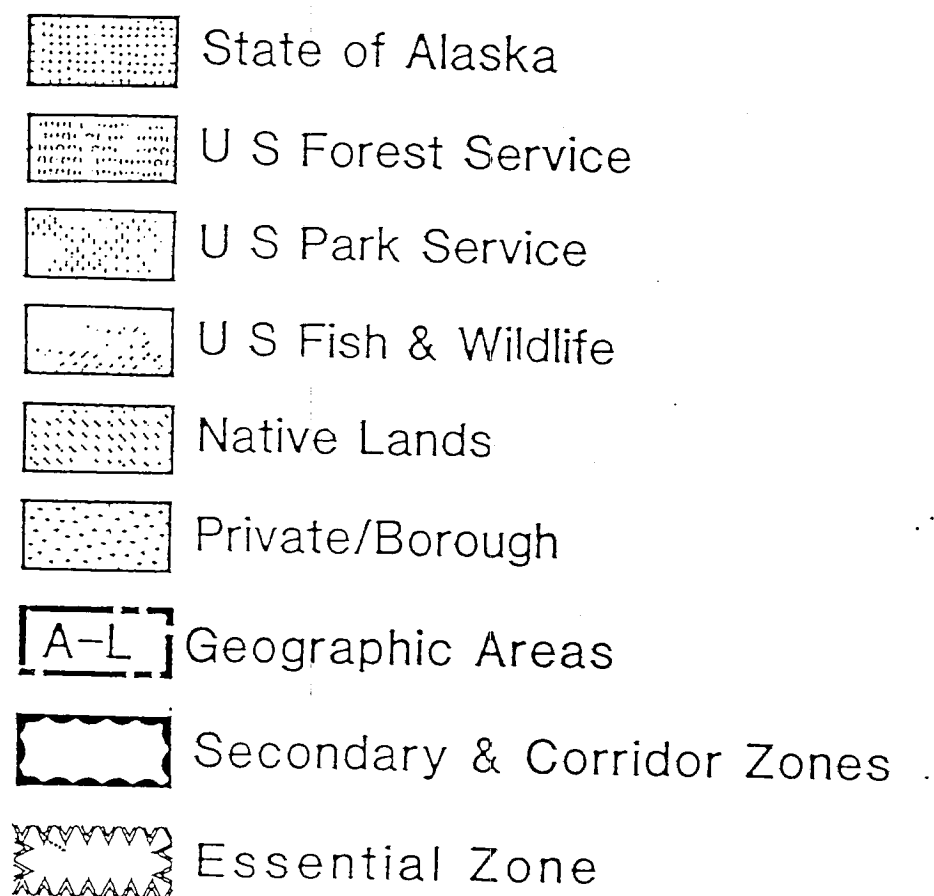 State of Alaska
U S Forest Service
U S Park Service
U S Fish & Wildlife
Native Lands
Private/Borough
A-L Geographic Areas
Secondary & Corridor Zones
Essential Zone